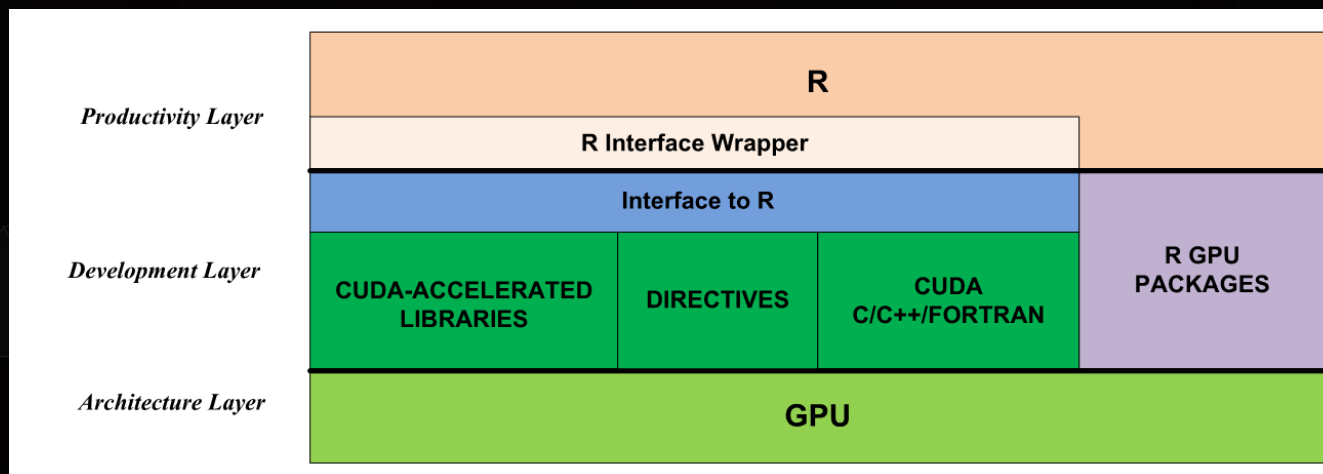 R
Productivity Layer
R Interface Wrapper
Interface to R
Development Layer
CUDA-ACCELERATED
LIBRARIES
DIRECTIVES
CUDA
C/C++/FORTRAN
R GPU
PACKAGES
Architecture Layer
GPU